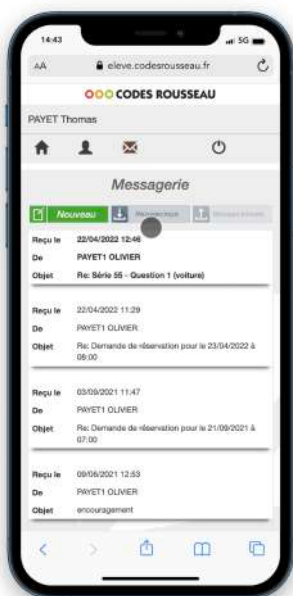 14:43
5G
AA
eleve.codesrousseau.fr
CODES ROUSSEAU
PAYET Thomas
Messagerie
Nouveau
Reçu le 22/04/2022 12:46
De PAYET1 OLIVIER
Objet Re: Série 55 - Question 1 (voiture)
Reçu le 22/04/2022 11:29
De PAYET1 OLIVIER
Objet Re: Demande de réservation pour le 23/04/2022 à
08:00
Reçu le 03/09/2021 11:47
De PAYET1 OLIVIER
Objet Re: Demande de réservation pour le 21/09/2021 à
07:00
Reçu le 09/06/2021 12:53
De PAYET1 OLIVIER
Objet encouragement